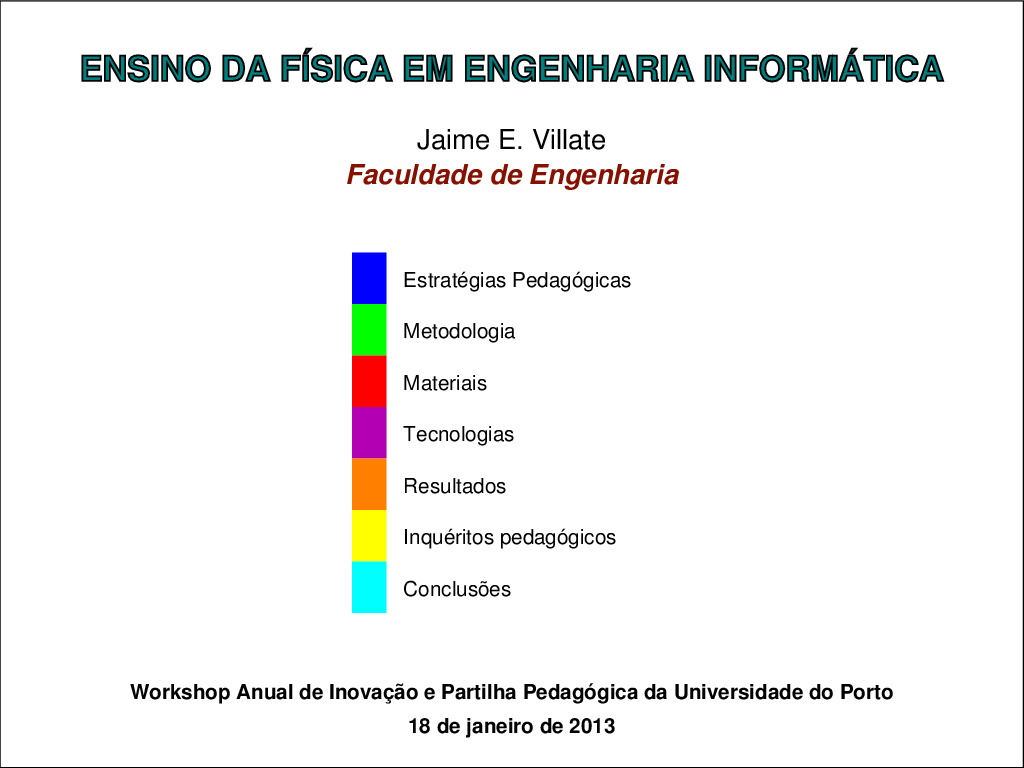 ENSINO DA FÍSICA EM ENGENHARIA INFORMÁTICA
Jaime E. Villate
Faculdade de Engenharia
Estratégias Pedagógicas
Metodologia
Materiais
Tecnologias
Resultados
Inquéritos pedagógicos
Conclusões
Workshop Anual de Inovação e Partilha Pedagógica da Universidade do Porto
18 de janeiro de 2013